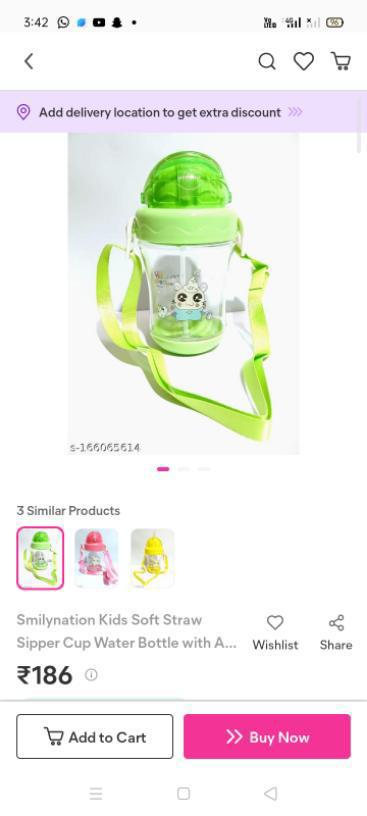 3:42
Add delivery location to get extra discount
s-166065614
3 Similar Products
Smilynation Kids Soft Straw
Sipper Cup Water Bottle with A...
Wishlist
Share
₹186
Add to Cart
Buy Now